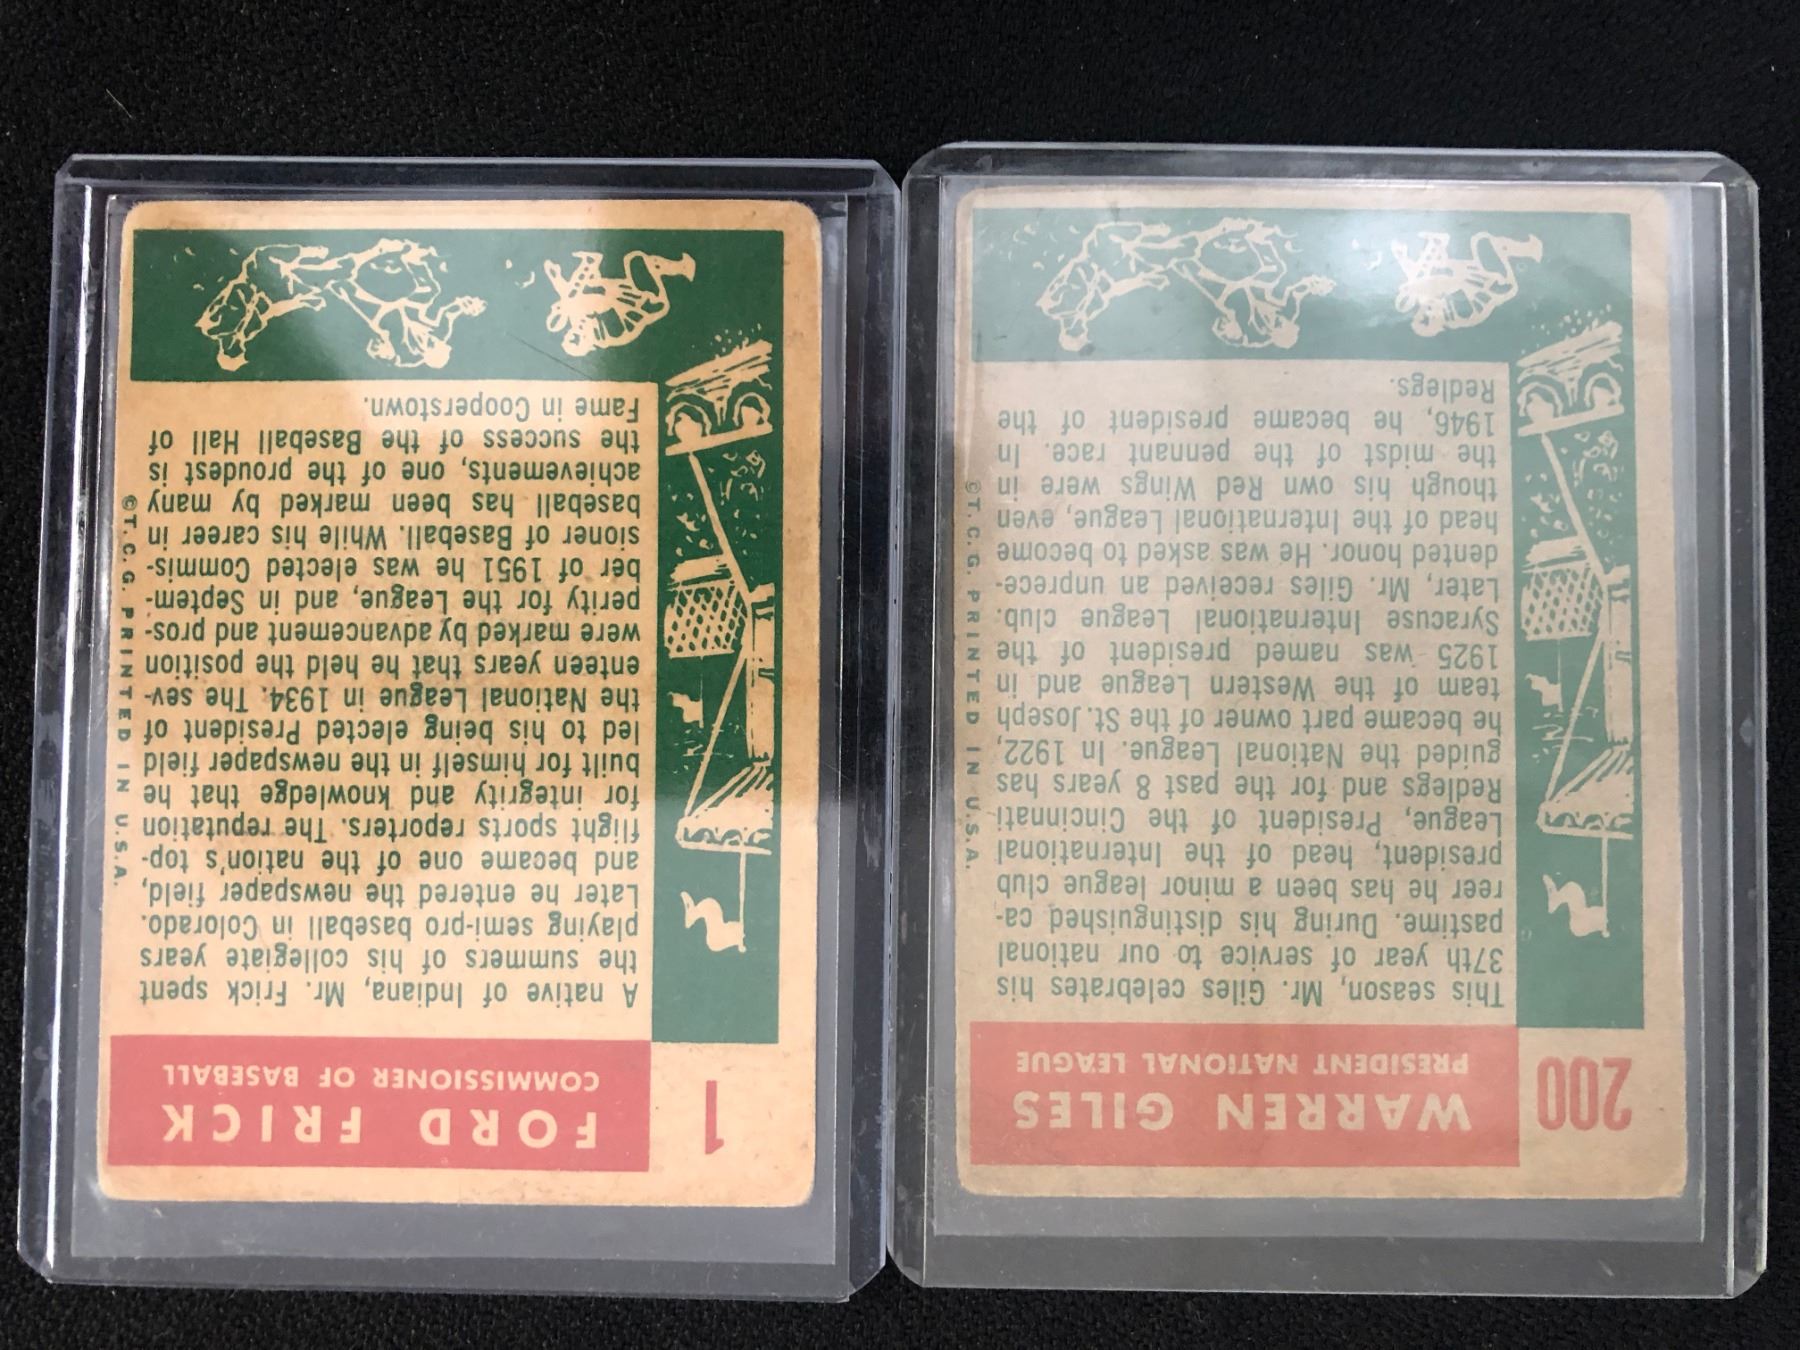 1
FORD FRICK
COMMISSIONER OF BASEBALL
A native of Indiana, Mr. Frick spent
the summers of his collegiate years
playing semi-pro baseball in Colorado.
Later he entered the newspaper field,
and became one of the nation's top-
flight sports reporters. The reputation
for integrity and knowledge that he
built for himself in the newspaper field
led to his being elected President of
the National League in 1934. The sev-
enteen years that he held the position
were marked by advancement and pros-
perity for the League, and in Septem-
ber of 1951 he was elected Commis-
sioner of Baseball. While his career in
baseball has been marked by many
achievements, one of the proudest is
the success of the Baseball Hall of
Fame in Cooperstown.
©T.C.G. PRINTED IN U.S.A.
200
WARREN GILES
PRESIDENT NATIONAL LEAGUE
This season, Mr. Giles celebrates his
37th year of service to our national
pastime. During his distinguished ca-
reer he has been a minor league club
president, head of the International
League, President of the Cincinnati
Redlegs and for the past 8 years has
guided the National League. In 1922,
he became part owner of the St. Joseph
team of the Western League and in
1925 was named president of the
Syracuse International League club.
Later, Mr. Giles received an unprece-
dented honor. He was asked to become
head of the International League, even
though his own Red Wings were in
the midst of the pennant race. In
1946, he became president of the
Redlegs.
©T.C.G. PRINTED IN U.S.A.